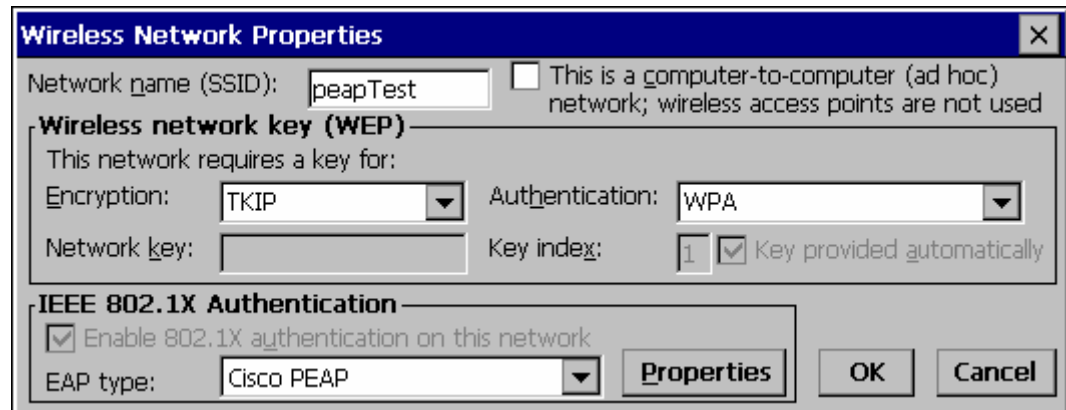 Wireless Network Properties
Network name (SSID): peapTest
This is a computer-to-computer (ad hoc)
network; wireless access points are not used
Wireless network key (WEP)
This network requires a key for:
Encryption: TKIP Authentication: WPA
Network key: Key index: 1 Key provided automatically
IEEE 802.1X Authentication
Enable 802.1X authentication on this network
EAP type: Cisco PEAP Properties OK Cancel